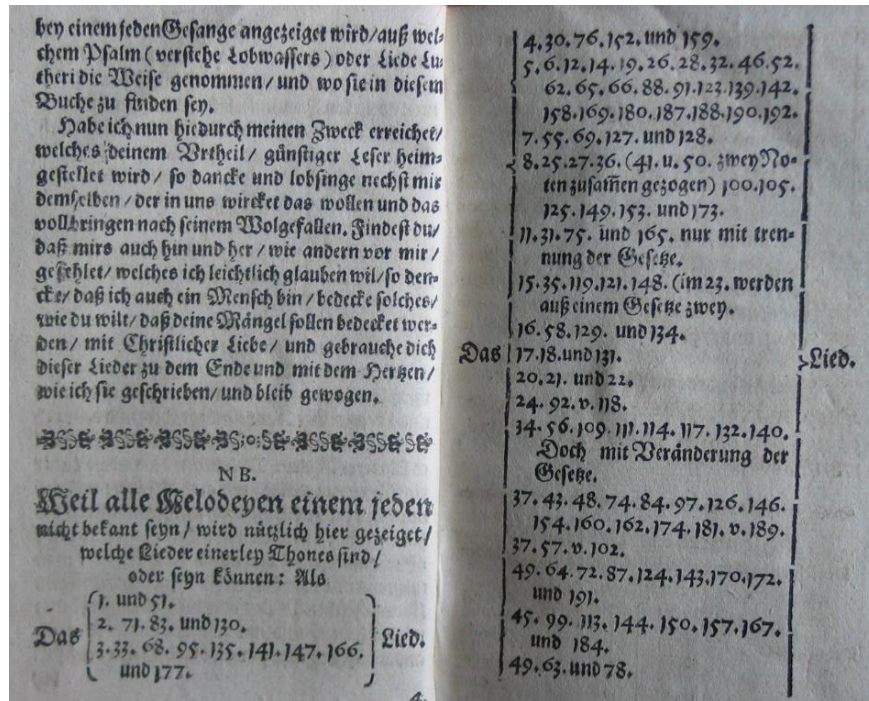 bey einem jeden Gesange angezeiget wird/auß wel-
chem Psalm (verstehe Lobwassers) oder Liede Lu-
theri die Weise genommen/ und wo sie in diesem
Buche zu finden sey.
Habe ich nun hiedurch meinen Zweck erreichet/
welches deinem Vrtheil/ günstiger Leser heim-
gestellet wird/ so dancke und lobsinge nechst mir
demselben/der in uns wircket das wollen und das
vollbringen nach seinem Wolgefallen. Findest du/
daß mirs auch hin und her/ wie andern vor mir/
gefehlet/ welches ich leichtlich glauben wil/so den-
cke/ daß ich auch ein Mensch bin/ bedecke solches/
wie du wilt/ daß deine Mängel sollen bedecket wer-
den/ mit Christlicher Liebe/ und gebrauche dich
dieser Lieder zu dem Ende und mit dem Hertzen/
wie ich sie geschrieben/und bleib gewogen.
NB.
Weil alle Melodeyen einem jeden
nicht bekant seyn/ wird nützlich hier gezeiget/
welche Lieder einerley Thones sind/
oder seyn können: Als
1. und 51.
2. 71. 83. und 130.
Das 3. 33. 68. 95. 135. 141. 147. 166. Lied.
und 177.
4.
4. 30. 76. 152. und 159.
5. 6. 12. 14. 19. 26. 28. 32. 46. 52.
62. 65. 66. 88. 91. 123. 139. 142.
158. 169. 180. 187. 188. 190. 192.
7. 55. 69. 127. und 128.
8. 25. 27. 36. (41. u. 50. zwey No-
ten zusam̃en gezogen) 100. 105.
125. 149. 153. und 173.
11. 31. 75. und 165. nur mit tren-
nung der Gesetze.
15. 35. 119. 121. 148. (im 23. werden
auß einem Gesetze zwey.
16. 58. 129. und 134.
Das 17. 18. und 131. Lied.
20. 21. und 22.
24. 92. v. 118.
34. 56. 109. 111. 114. 117. 132. 140.
Doch mit Veränderung der
Gesetze.
37. 43. 48. 74. 84. 97. 126. 146.
154. 160. 162. 174. 181. v. 189.
37. 57. v. 102.
49. 64. 72. 87. 124. 143. 170. 172.
und 191.
45. 99. 113. 144. 150. 157. 167.
und 184.
49. 63. und 78.